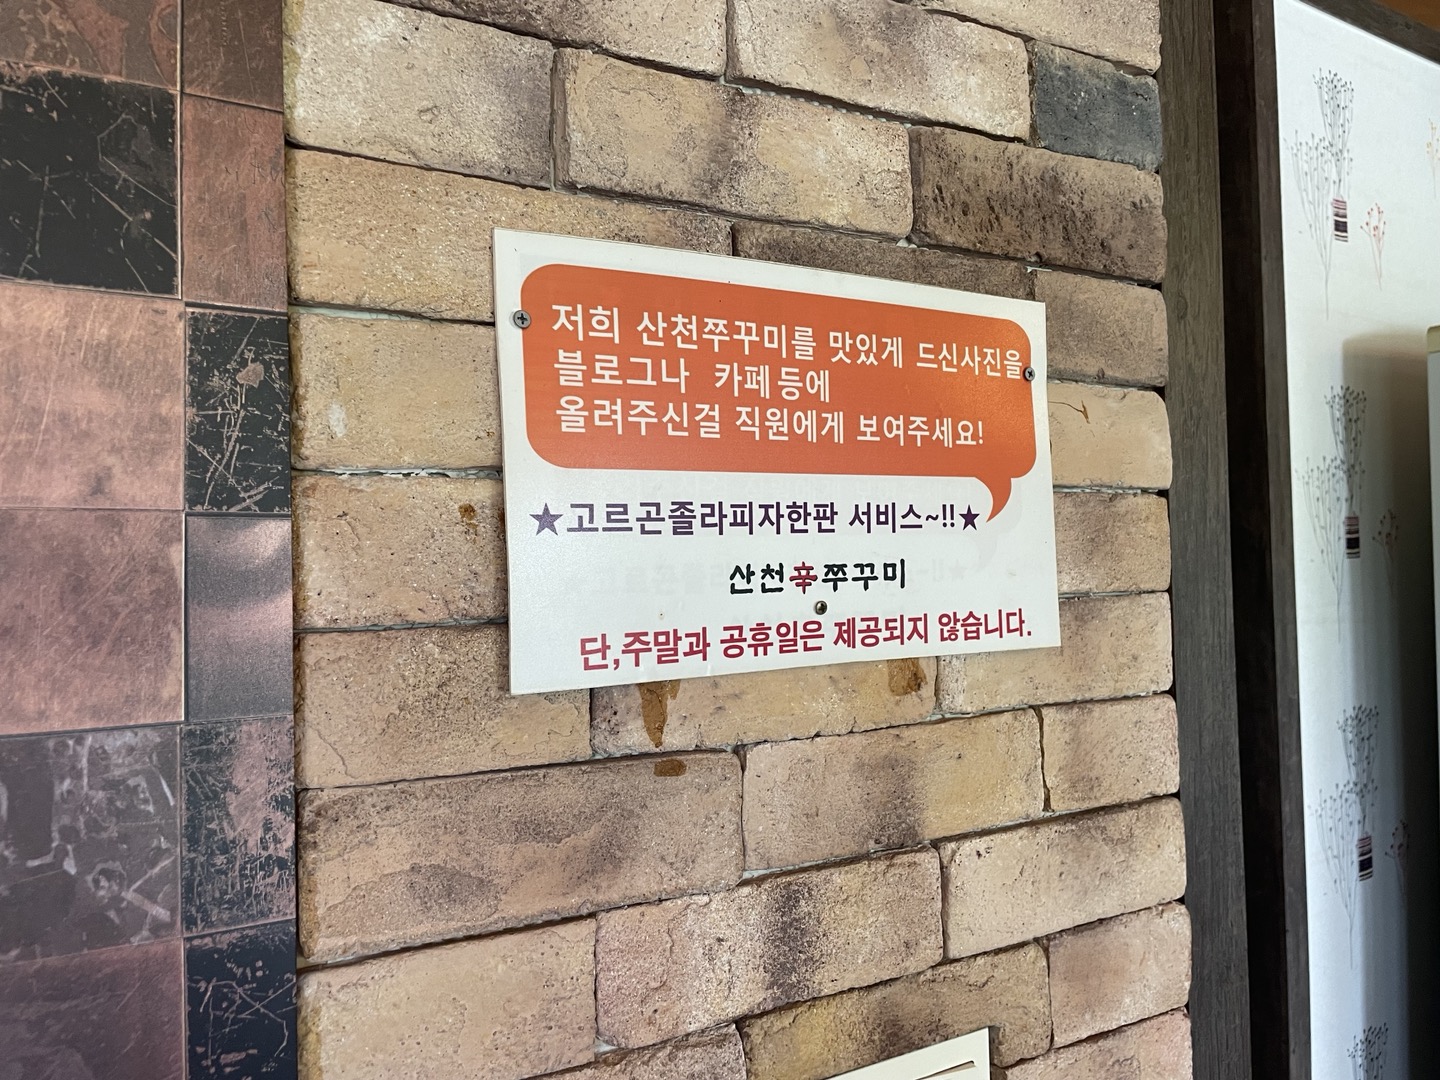 저희 산천쭈꾸미를 맛있게 드신사진을
블로그나 카페등에
올려주신걸 직원에게 보여주세요!
★고르곤졸라피자한판 서비스~!!★
산천辛쭈꾸미
단,주말과 공휴일은 제공되지 않습니다.